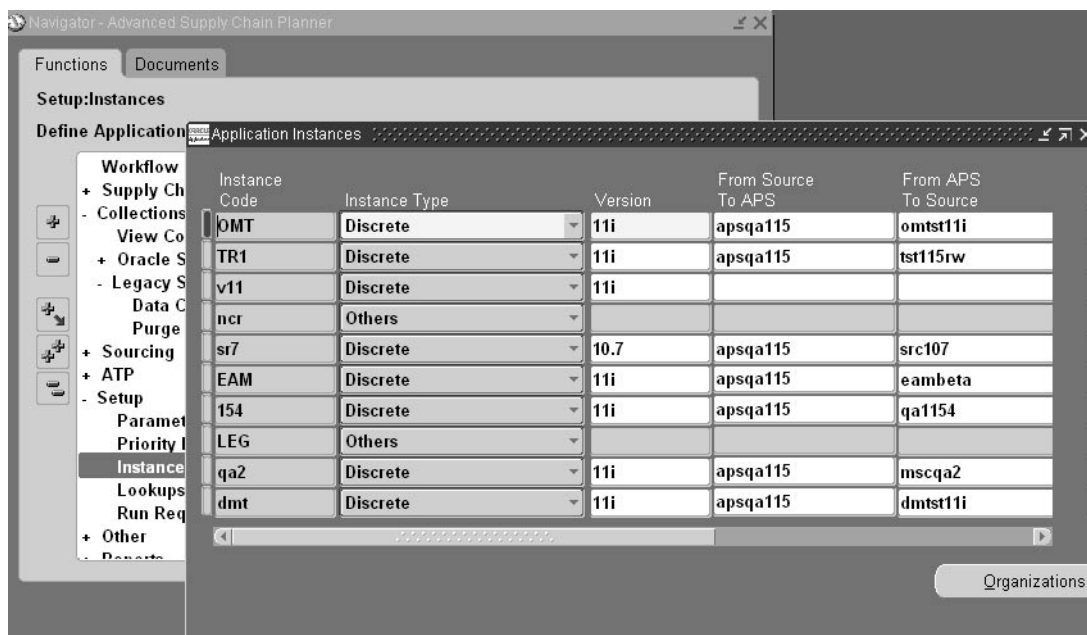 Navigator - Advanced Supply Chain Planner
Functions Documents
Setup:Instances
Define Application
Workflow
+ Supply Ch
- Collections
View Co
+ Oracle S
- Legacy S
Data C
Purge
+ Sourcing
+ ATP
- Setup
Paramet
Priority
Instance
Lookups
Run Req
+ Other
Application Instances
Instance Code Instance Type Version From Source To APS From APS To Source
OMT Discrete 11i apsqa115 omtst11i
TR1 Discrete 11i apsqa115 tst115rw
v11 Discrete 11i
ncr Others
sr7 Discrete 10.7 apsqa115 src107
EAM Discrete 11i apsqa115 eambeta
154 Discrete 11i apsqa115 qa1154
LEG Others
qa2 Discrete 11i apsqa115 mscqa2
dmt Discrete 11i apsqa115 dmtst11i
Organizations